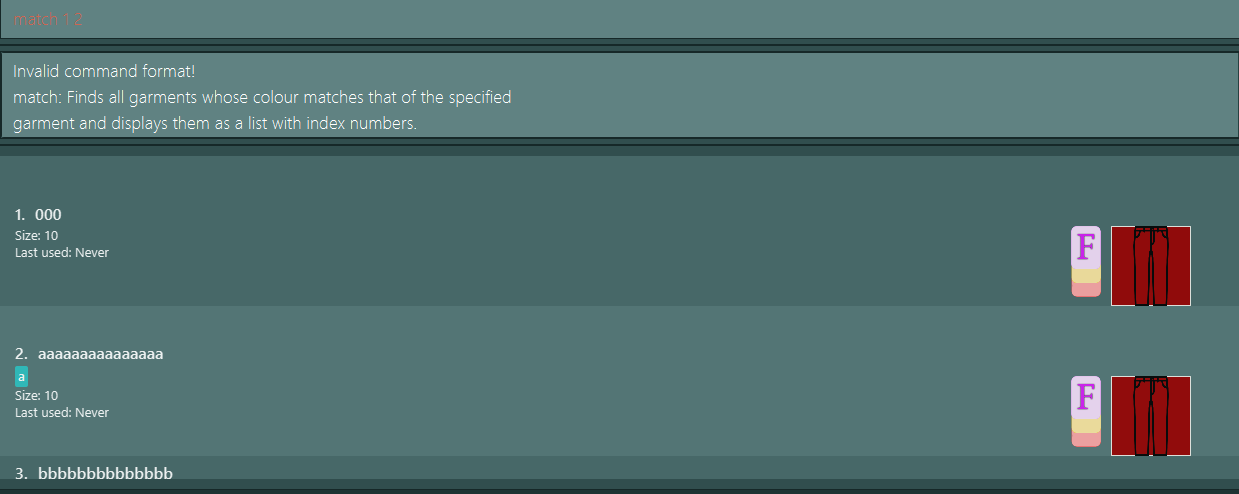 match 1 2
Invalid command format!
match: Finds all garments whose colour matches that of the specified
garment and displays them as a list with index numbers.
1. 000
Size: 10
Last used: Never
F
2. aaaaaaaaaaaaaaa
a
Size: 10
Last used: Never
F
3. bbbbbbbbbbbbbb